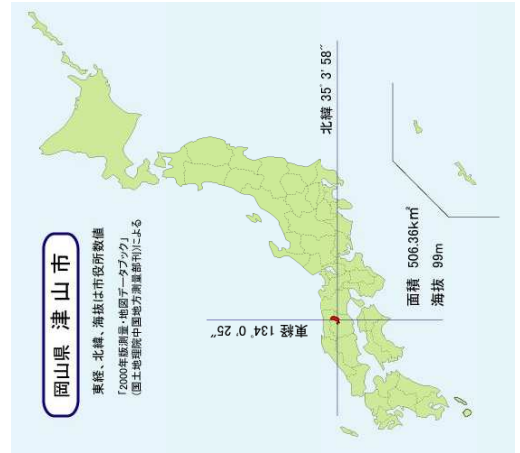 岡山県 津山市
東経、北緯、海抜は市役所数値
「2000年版測量・地図データブック」
(国土地理院中国地方測量部刊)による
東経 134° 0′ 25″
北緯 35° 3′ 58″
面積 506.36km²
海抜 99m